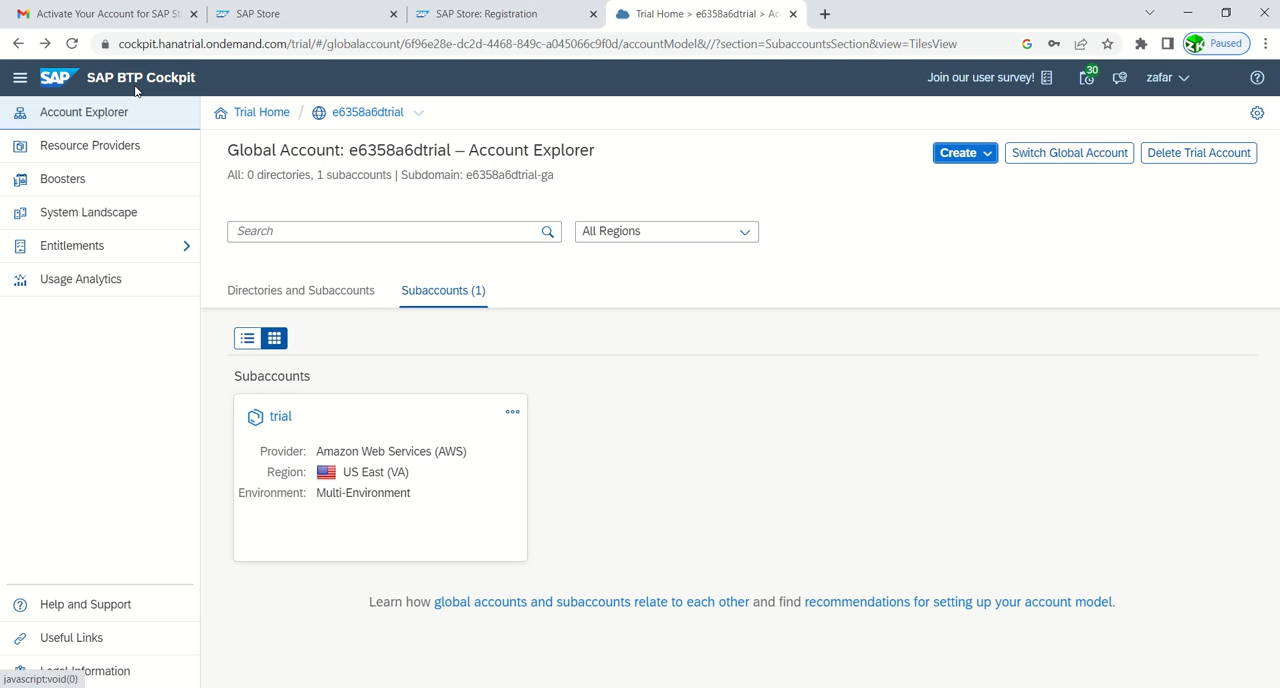 Activate Your Account for SAP St
SAP Store
SAP Store: Registration
Trial Home > e6358a6dtrial > Ac
cockpit.hanatrial.ondemand.com/trial/#/globalaccount/6f96e28e-dc2d-4468-849d-a045066c9f0d/accountModel&///?section=SubaccountsSection&view=TilesView
Paused
SAP SAP BTP Cockpit
Join our user survey!
30
zafar
Account Explorer
Resource Providers
Boosters
System Landscape
Entitlements
Usage Analytics
Help and Support
Useful Links
Legal Information
javascript:void(0)
Trial Home / e6358a6dtrial
Global Account: e6358a6dtrial – Account Explorer
All: 0 directories, 1 subaccounts | Subdomain: e6358a6dtrial-ga
Create
Switch Global Account
Delete Trial Account
Search
All Regions
Directories and Subaccounts
Subaccounts (1)
Subaccounts
trial
Provider: Amazon Web Services (AWS)
Region: US East (VA)
Environment: Multi-Environment
Learn how global accounts and subaccounts relate to each other and find recommendations for setting up your account model.